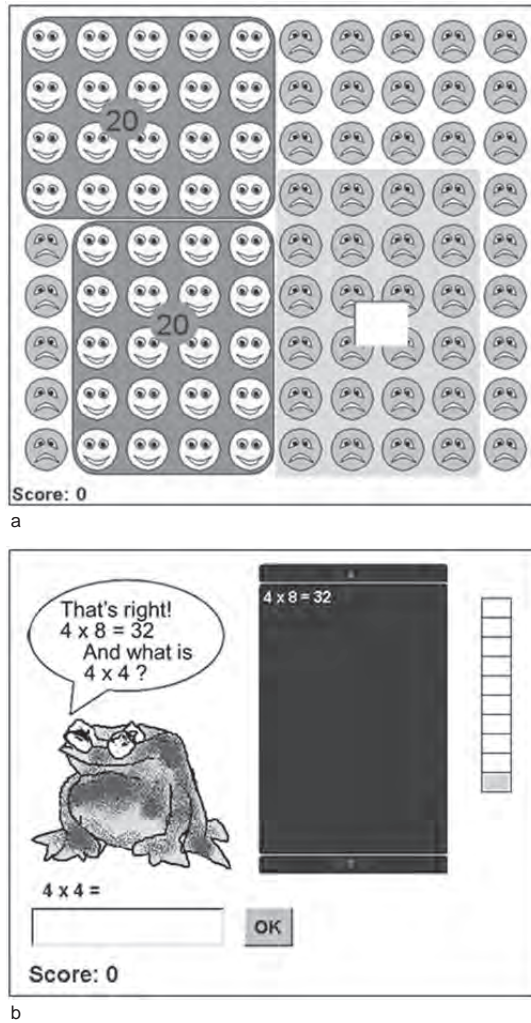 20
20
Score: 0
a
That's right!
4 x 8 = 32
And what is
4 x 4 ?
4 x 8 = 32
4 x 4 =
OK
Score: 0
b